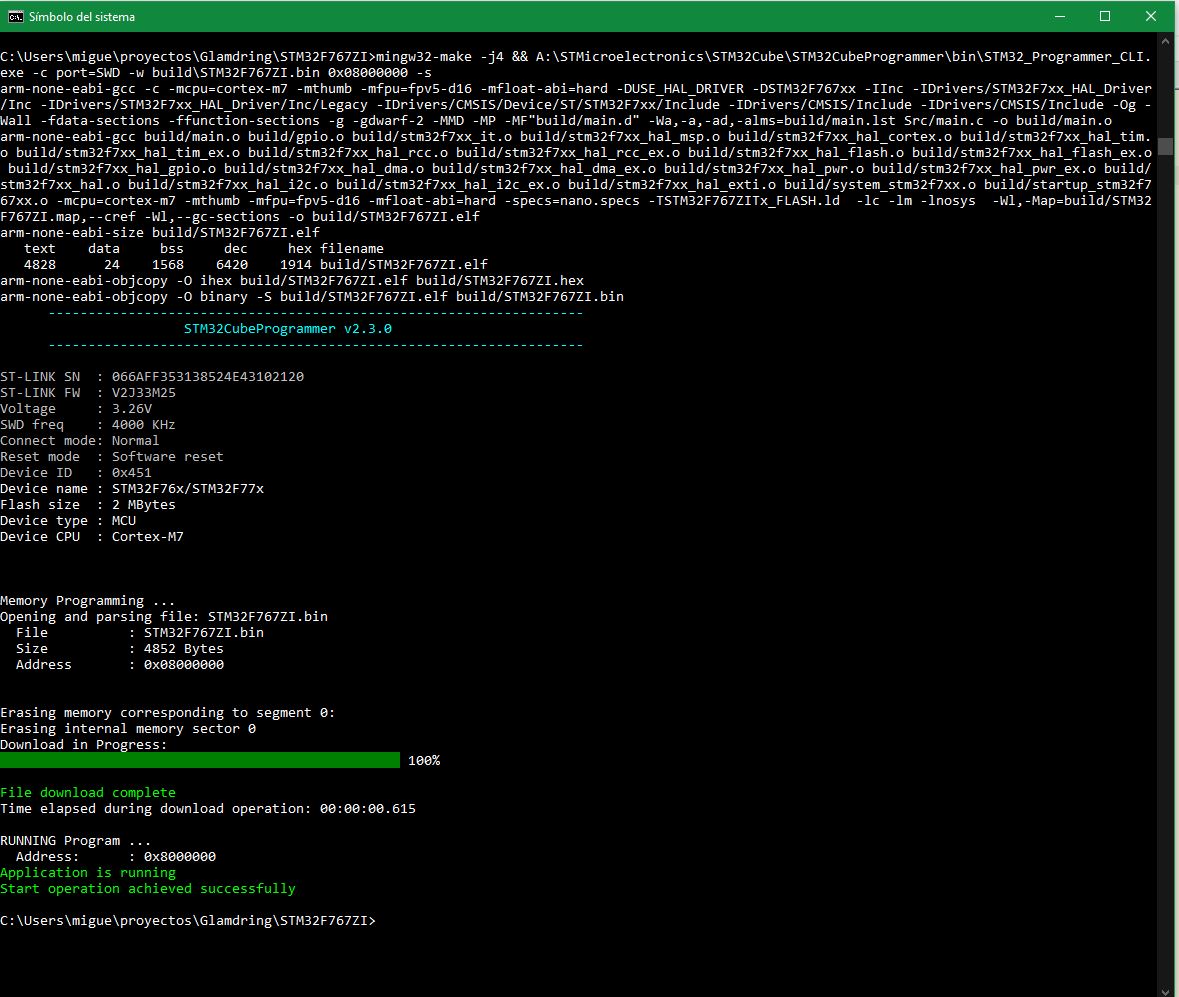 Símbolo del sistema
C:\Users\migue\proyectos\Glamdring\STM32F767ZI>mingw32-make -j4 && A:\STMicroelectronics\STM32Cube\STM32CubeProgrammer\bin\STM32_Programmer_CLI.
exe -c port=SWD -w build\STM32F767ZI.bin 0x08000000 -s
arm-none-eabi-gcc -c -mcpu=cortex-m7 -mthumb -mfpu=fpv5-d16 -mfloat-abi=hard -DUSE_HAL_DRIVER -DSTM32F767xx -IInc -IDrivers/STM32F7xx_HAL_Driver
/Inc -IDrivers/STM32F7xx_HAL_Driver/Inc/Legacy -IDrivers/CMSIS/Device/ST/STM32F7xx/Include -IDrivers/CMSIS/Include -IDrivers/CMSIS/Include -Og -
Wall -fdata-sections -ffunction-sections -g -gdwarf-2 -MMD -MP -MF"build/main.d" -Wa,-a,-ad,-alms=build/main.lst Src/main.c -o build/main.o
arm-none-eabi-gcc build/main.o build/gpio.o build/stm32f7xx_it.o build/stm32f7xx_hal_msp.o build/stm32f7xx_hal_cortex.o build/stm32f7xx_hal_tim.
o build/stm32f7xx_hal_tim_ex.o build/stm32f7xx_hal_rcc.o build/stm32f7xx_hal_rcc_ex.o build/stm32f7xx_hal_flash.o build/stm32f7xx_hal_flash_ex.o
 build/stm32f7xx_hal_gpio.o build/stm32f7xx_hal_dma.o build/stm32f7xx_hal_dma_ex.o build/stm32f7xx_hal_pwr.o build/stm32f7xx_hal_pwr_ex.o build/
stm32f7xx_hal.o build/stm32f7xx_hal_i2c.o build/stm32f7xx_hal_i2c_ex.o build/stm32f7xx_hal_exti.o build/system_stm32f7xx.o build/startup_stm32f7
67xx.o -mcpu=cortex-m7 -mthumb -mfpu=fpv5-d16 -mfloat-abi=hard -specs=nano.specs -TSTM32F767ZITx_FLASH.ld  -lc -lm -lnosys  -Wl,-Map=build/STM32
F767ZI.map,--cref -Wl,--gc-sections -o build/STM32F767ZI.elf
arm-none-eabi-size build/STM32F767ZI.elf
   text    data     bss     dec     hex filename
   4828      24    1568    6420    1914 build/STM32F767ZI.elf
arm-none-eabi-objcopy -O ihex build/STM32F767ZI.elf build/STM32F767ZI.hex
arm-none-eabi-objcopy -O binary -S build/STM32F767ZI.elf build/STM32F767ZI.bin
      -------------------------------------------------------------------
                       STM32CubeProgrammer v2.3.0
      -------------------------------------------------------------------
ST-LINK SN  : 066AFF353138524E43102120
ST-LINK FW  : V2J33M25
Voltage     : 3.26V
SWD freq    : 4000 KHz
Connect mode: Normal
Reset mode  : Software reset
Device ID   : 0x451
Device name : STM32F76x/STM32F77x
Flash size  : 2 MBytes
Device type : MCU
Device CPU  : Cortex-M7
Memory Programming ...
Opening and parsing file: STM32F767ZI.bin
  File          : STM32F767ZI.bin
  Size          : 4852 Bytes
  Address       : 0x08000000
Erasing memory corresponding to segment 0:
Erasing internal memory sector 0
Download in Progress:
100%
File download complete
Time elapsed during download operation: 00:00:00.615
RUNNING Program ...
  Address:      : 0x8000000
Application is running
Start operation achieved successfully
C:\Users\migue\proyectos\Glamdring\STM32F767ZI>